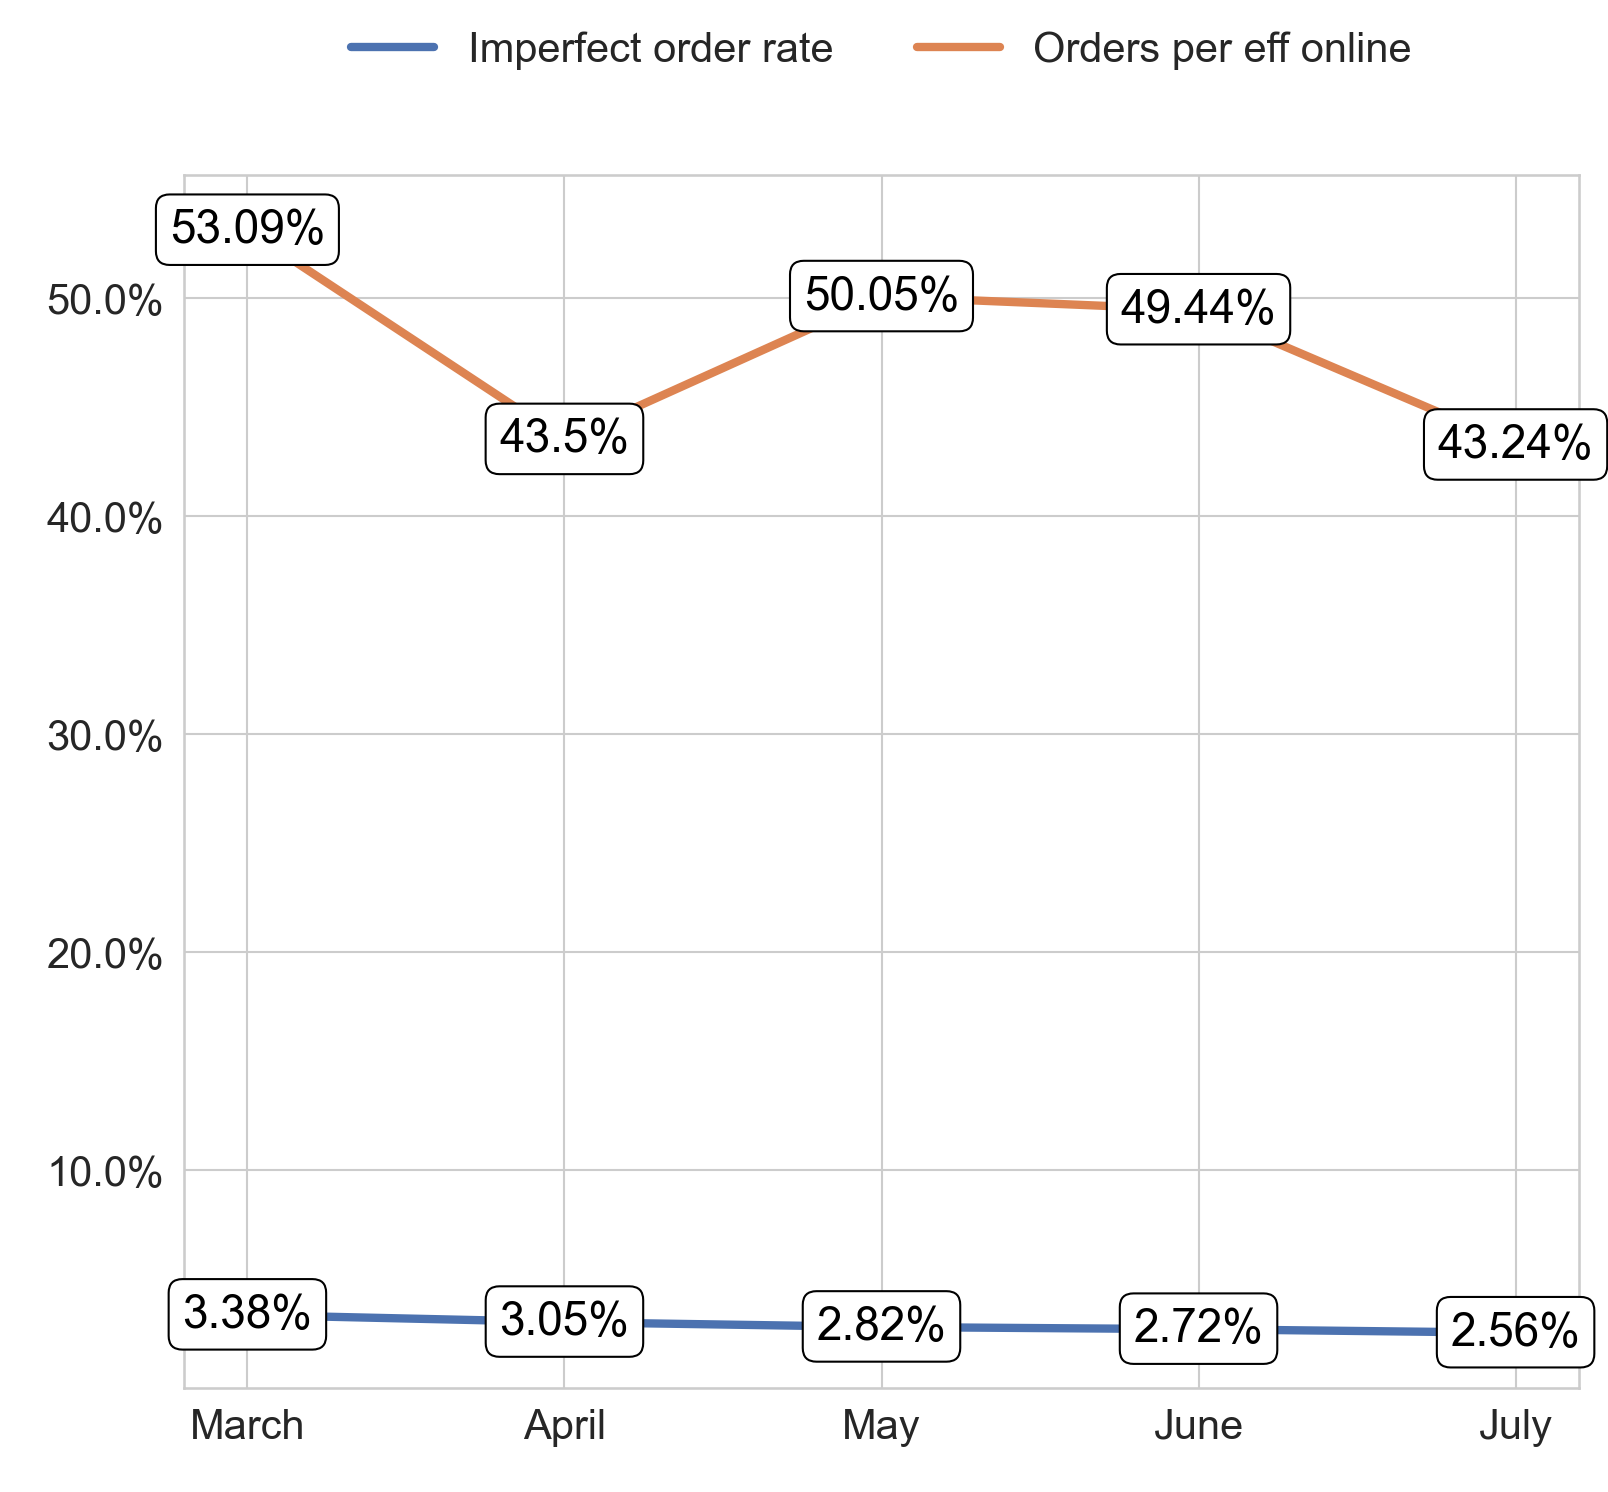 Imperfect order rate
Orders per eff online
53.09%
50.05%
50.0%
49.44%
43.5%
43.24%
40.0%
30.0%
20.0%
10.0%
3.38%
3.05%
2.82%
2.72%
2.56%
March
April
May
June
July